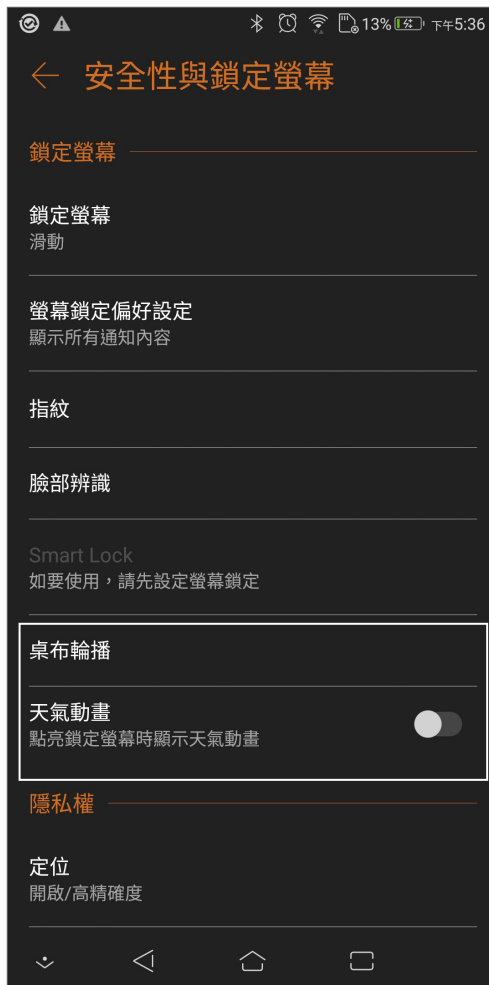 13% 下午5:36
安全性與鎖定螢幕
鎖定螢幕
鎖定螢幕
滑動
螢幕鎖定偏好設定
顯示所有通知內容
指紋
臉部辨識
Smart Lock
如要使用，請先設定螢幕鎖定
桌布輪播
天氣動畫
點亮鎖定螢幕時顯示天氣動畫
隱私權
定位
開啟/高精確度